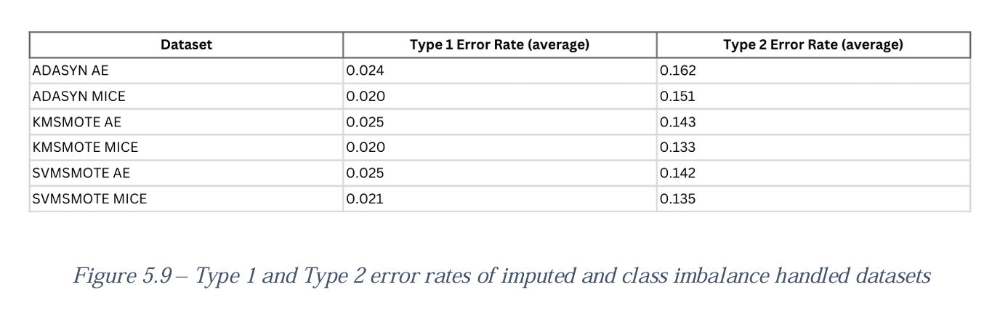 Dataset Type 1 Error Rate (average) Type 2 Error Rate (average)
ADASYN AE 0.024 0.162
ADASYN MICE 0.020 0.151
KMSMOTE AE 0.025 0.143
KMSMOTE MICE 0.020 0.133
SVMSMOTE AE 0.025 0.142
SVMSMOTE MICE 0.021 0.135
Figure 5.9 – Type 1 and Type 2 error rates of imputed and class imbalance handled datasets